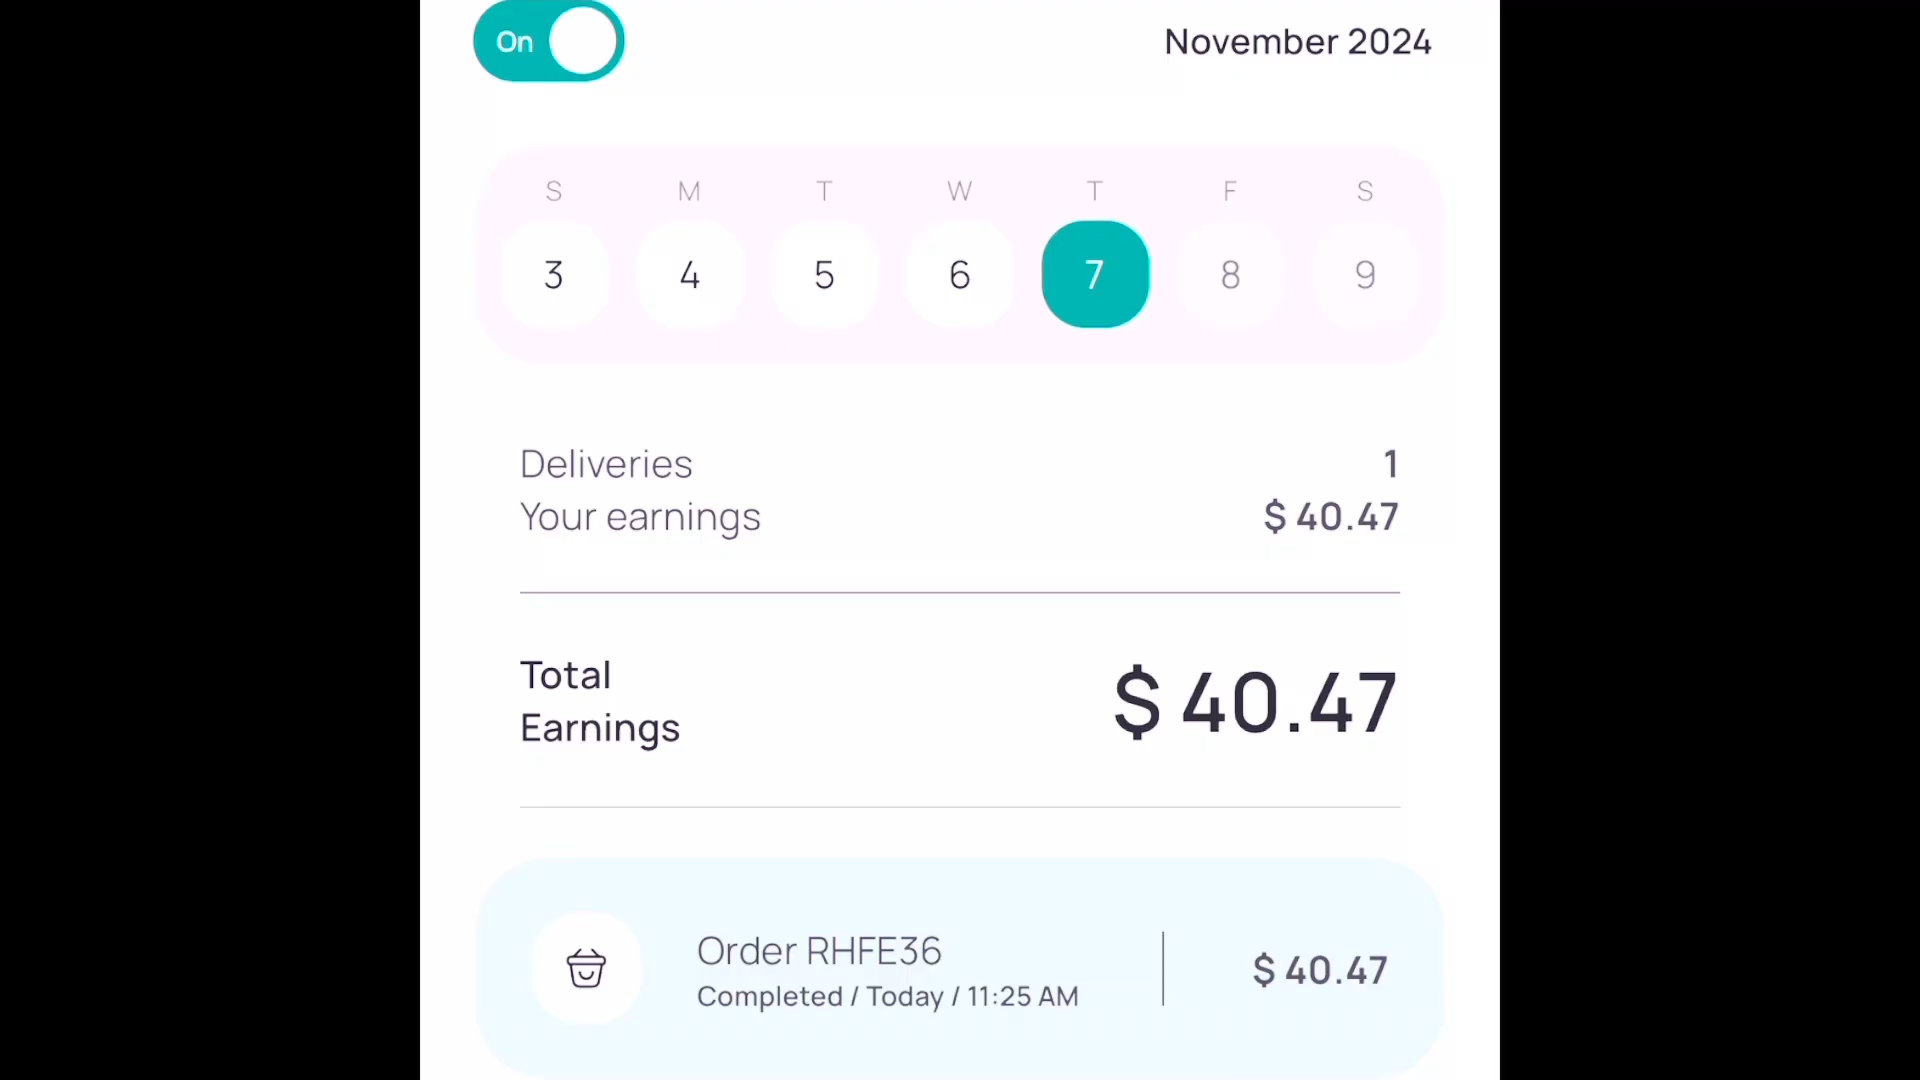 On
November 2024
S M T W T F S
3 4 5 6 7 8 9
Deliveries 1
Your earnings $ 40.47
Total
Earnings
$ 40.47
Order RHFE36
Completed / Today / 11:25 AM
$ 40.47